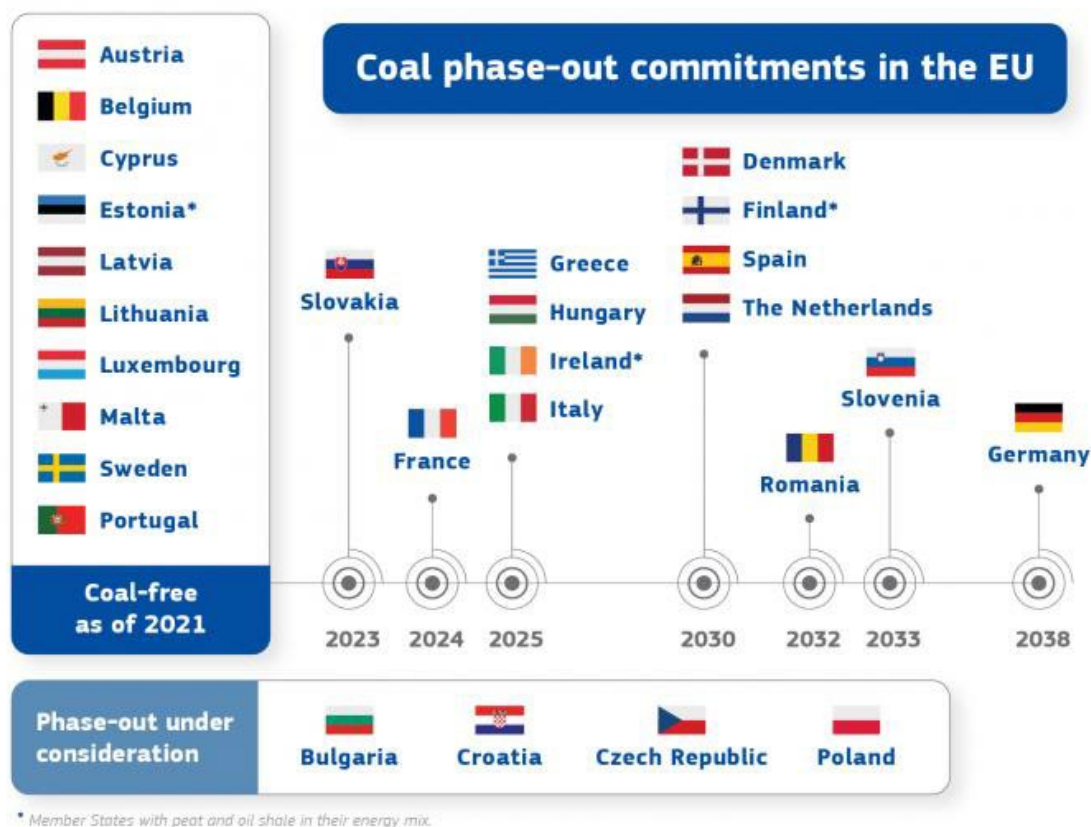 Coal phase-out commitments in the EU
Austria
Belgium
Cyprus
Estonia*
Latvia
Lithuania
Luxembourg
Malta
Sweden
Portugal
Coal-free
as of 2021
Slovakia
France
Greece
Hungary
Ireland*
Italy
Denmark
Finland*
Spain
The Netherlands
Romania
Slovenia
Germany
2023
2024
2025
2030
2032
2033
2038
Phase-out under
consideration
Bulgaria
Croatia
Czech Republic
Poland
* Member States with peat and oil shale in their energy mix.